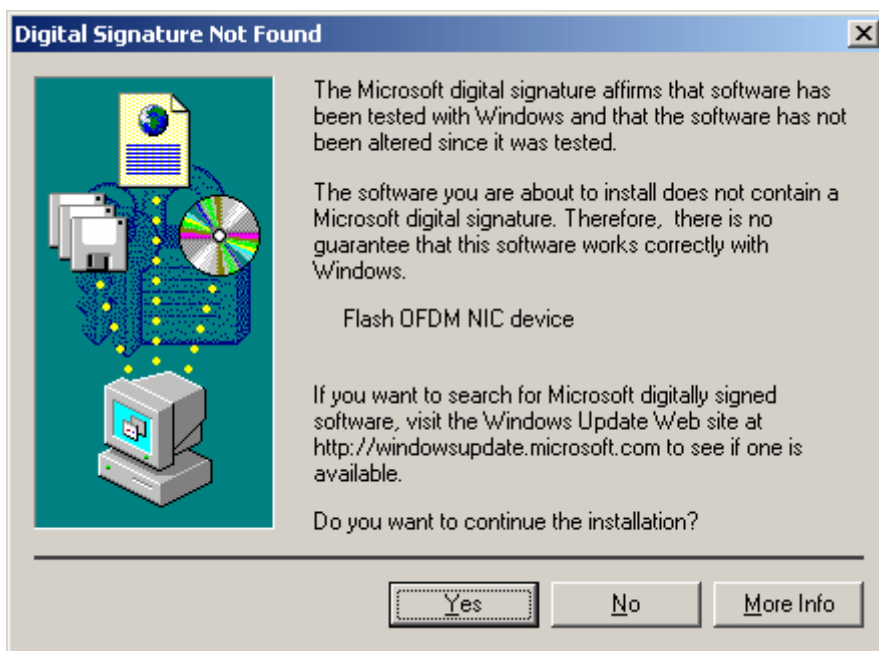 Digital Signature Not Found
The Microsoft digital signature affirms that software has
been tested with Windows and that the software has not
been altered since it was tested.
The software you are about to install does not contain a
Microsoft digital signature. Therefore,  there is no
guarantee that this software works correctly with
Windows.
Flash OFDM NIC device
If you want to search for Microsoft digitally signed
software, visit the Windows Update Web site at
http://windowsupdate.microsoft.com to see if one is
available.
Do you want to continue the installation?
Yes
No
More Info